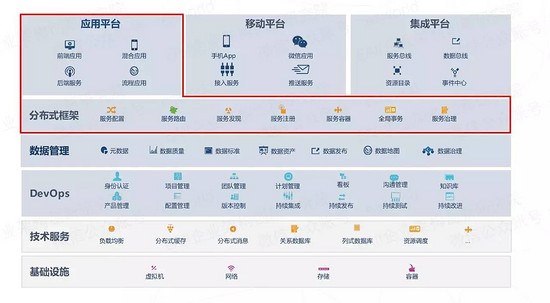 应用平台 移动平台 集成平台
前端应用 混合应用 手机App 微信应用 服务总线 数据总线
后端服务 流程应用 接入服务 推送服务 资源目录 事件中心
分布式框架 服务配置 服务路由 服务发现 服务注册 服务容器 全局事务 服务治理
数据管理 元数据 数据质量 数据标准 数据资产 数据发布 数据地图 数据治理
DevOps
身份认证 项目管理 团队管理 计划管理 看板 沟通管理 知识库
产品管理 配置管理 版本控制 持续集成 持续发布 持续测试 持续改进
技术服务 负载均衡 分布式缓存 分布式消息 关系数据库 列式数据库 资源调度 ...
基础设施 虚拟机 网络 存储 容器